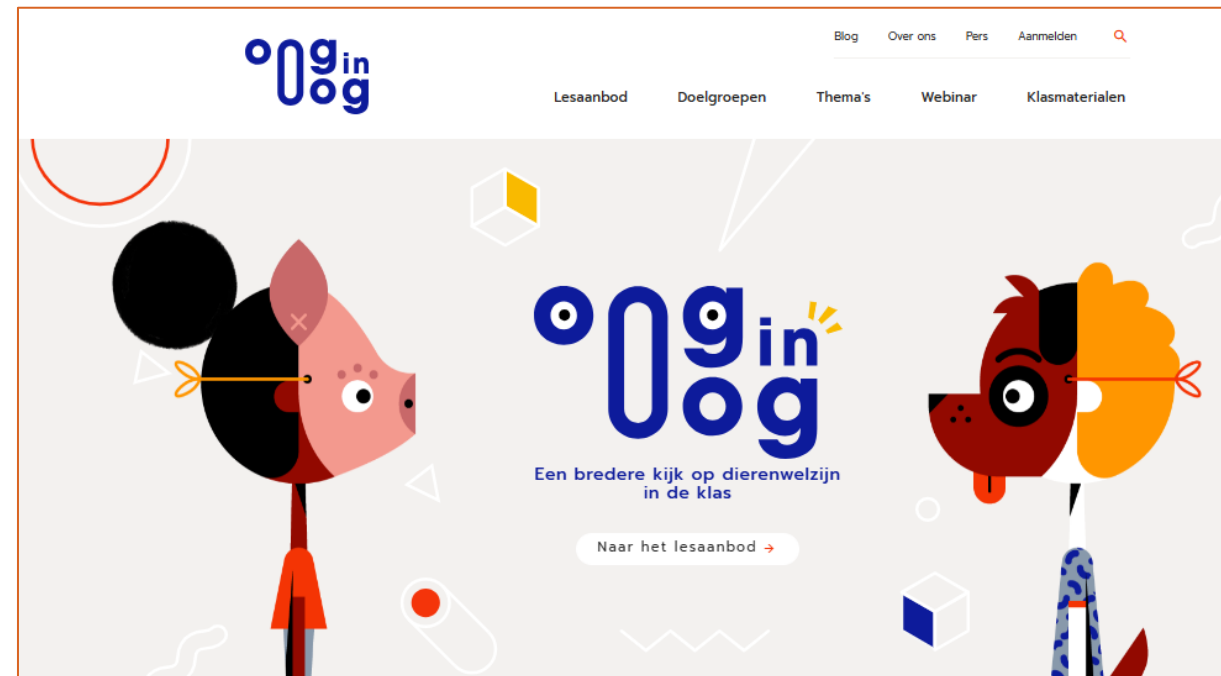 oog in
oog
Blog Over ons Pers Aanmelden
Lesaanbod Doelgroepen Thema's Webinar Klasmaterialen
oog in
oog
Een bredere kijk op dierenwelzijn
in de klas
Naar het lesaanbod →